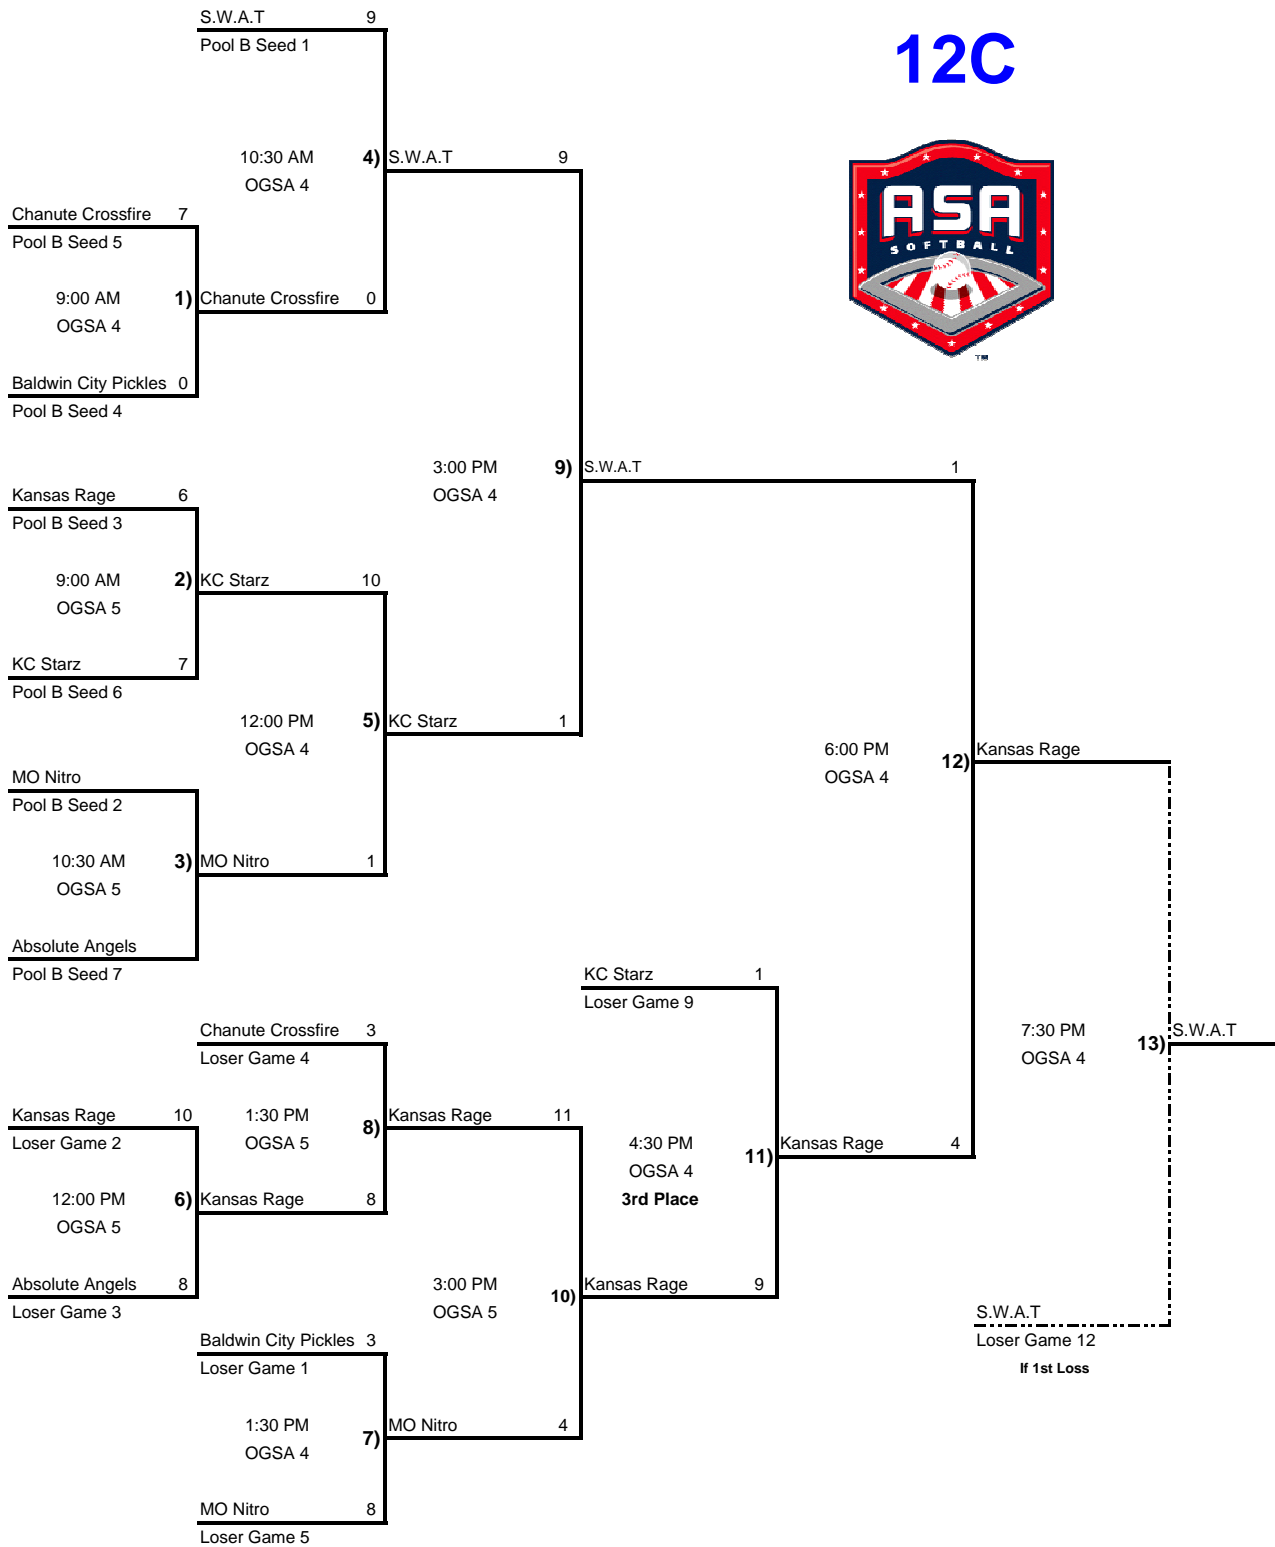 S.W.A.T 9
Pool B Seed 1
12C
10:30 AM 4) S.W.A.T 9
OGSA 4
ASA
SOFTBALL
TM
Chanute Crossfire 7
Pool B Seed 5
9:00 AM 1) Chanute Crossfire 0
OGSA 4
Baldwin City Pickles 0
Pool B Seed 4
3:00 PM 9) S.W.A.T 1
OGSA 4
Kansas Rage 6
Pool B Seed 3
9:00 AM 2) KC Starz 10
OGSA 5
KC Starz 7
Pool B Seed 6
12:00 PM 5) KC Starz 1
OGSA 4
6:00 PM 12) Kansas Rage
OGSA 4
MO Nitro
Pool B Seed 2
10:30 AM 3) MO Nitro 1
OGSA 5
Absolute Angels
Pool B Seed 7
KC Starz 1
Loser Game 9
Chanute Crossfire 3
Loser Game 4
7:30 PM 13) S.W.A.T
OGSA 4
Kansas Rage 10
Loser Game 2
1:30 PM 8) Kansas Rage 11
OGSA 5
4:30 PM 11) Kansas Rage 4
OGSA 4
3rd Place
12:00 PM 6) Kansas Rage 8
OGSA 5
Absolute Angels 8
Loser Game 3
3:00 PM 10) Kansas Rage 9
OGSA 5
S.W.A.T
Loser Game 12
If 1st Loss
Baldwin City Pickles 3
Loser Game 1
1:30 PM 7) MO Nitro 4
OGSA 4
MO Nitro 8
Loser Game 5